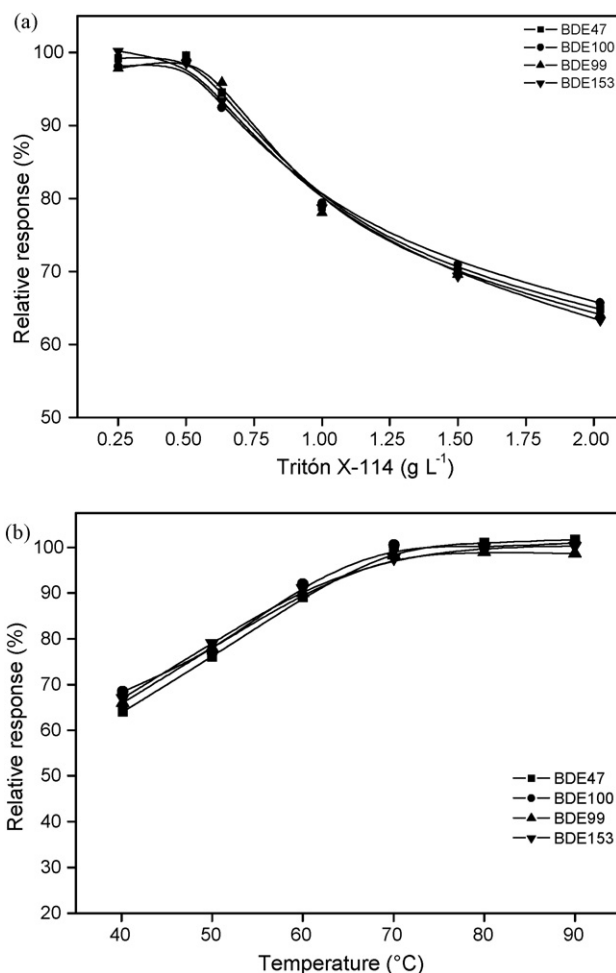 (a)
BDE47
BDE100
BDE99
BDE153
Relative response (%)
100
90
80
70
60
50
0.25 0.50 0.75 1.00 1.25 1.50 1.75 2.00
Tritón X-114 (g L⁻¹)
(b)
Relative response (%)
100
90
80
70
60
50
40
30
20
BDE47
BDE100
BDE99
BDE153
40 50 60 70 80 90
Temperature (°C)